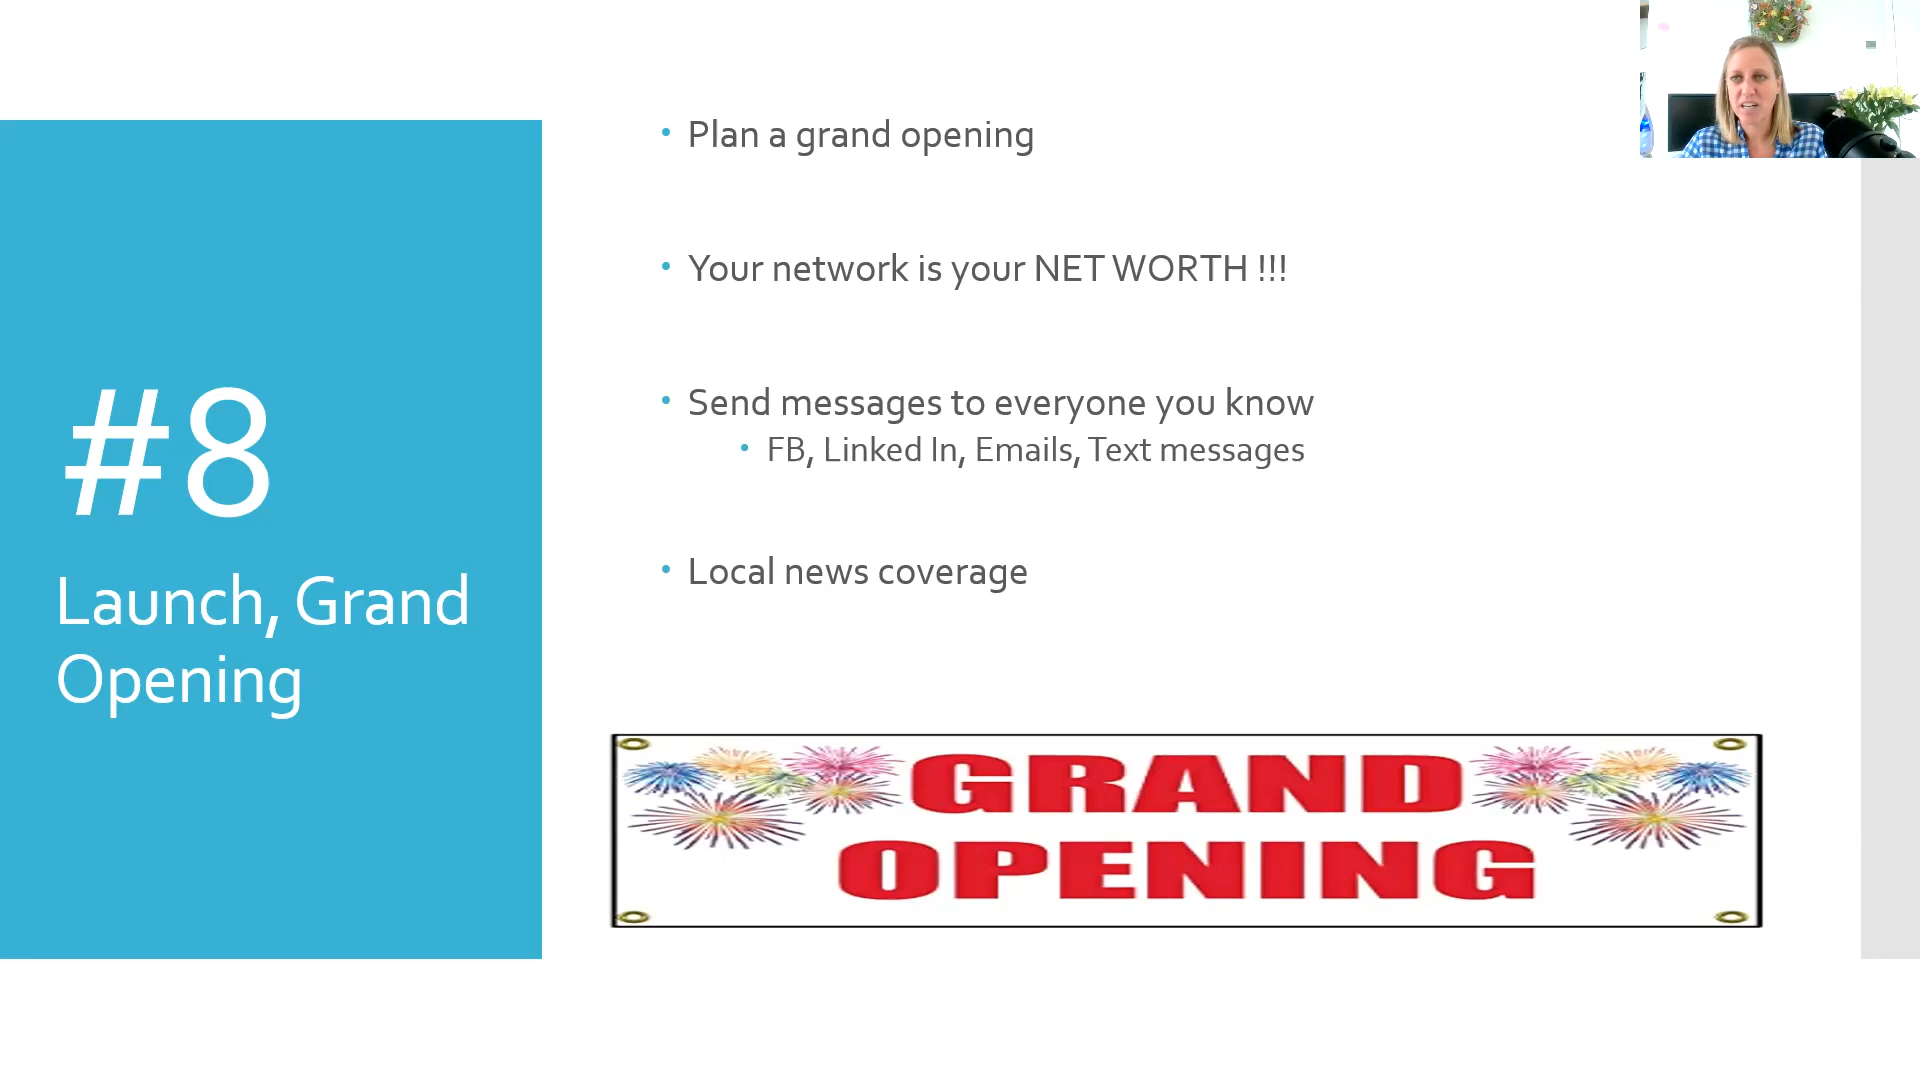 #8
Launch, Grand
Opening
• Plan a grand opening
• Your network is your NET WORTH !!!
• Send messages to everyone you know
• FB, Linked In, Emails, Text messages
• Local news coverage
GRAND
OPENING